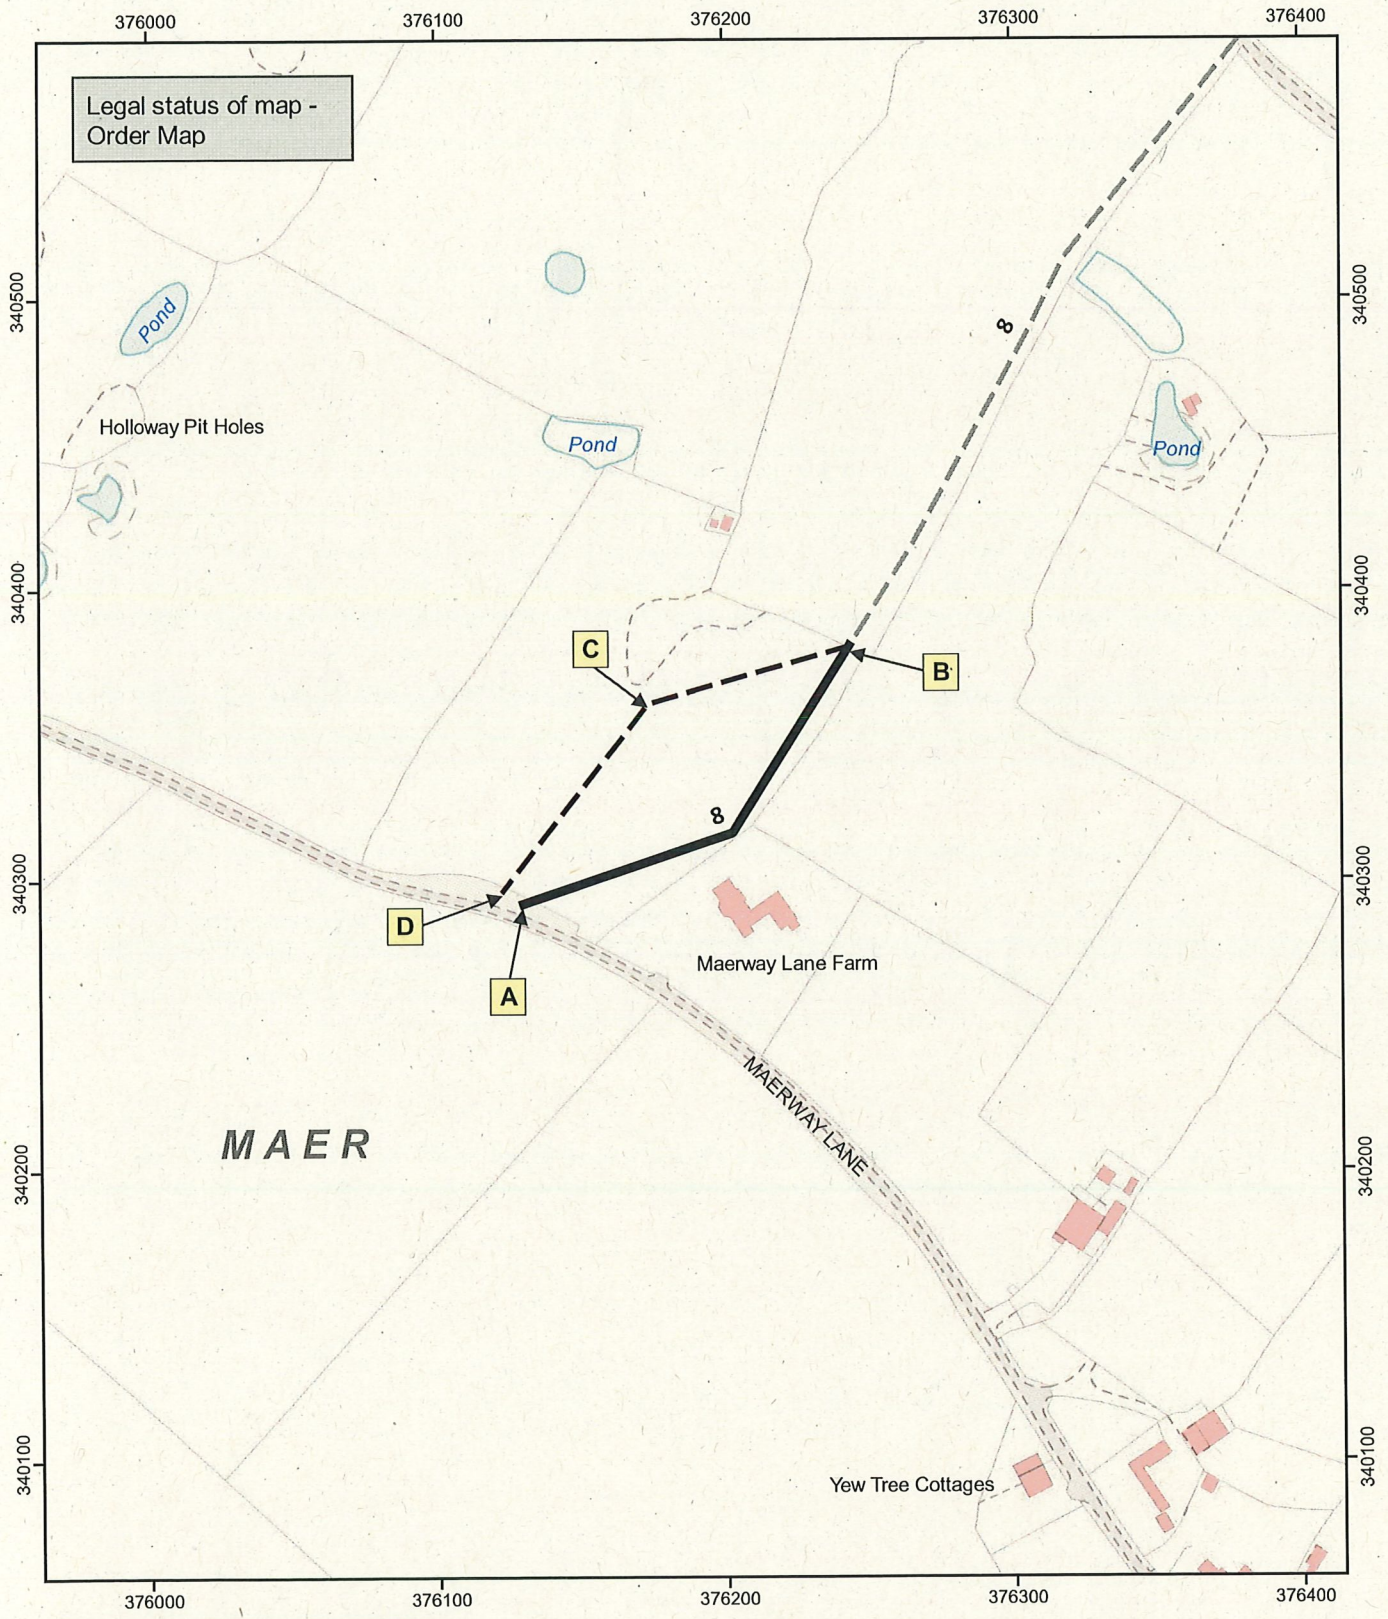 376000 376100 376200 376300 376400
Legal status of map -
Order Map
340500
340500
Pond
8
Holloway Pit Holes
Pond
Pond
340400
340400
C
B
8
340300
340300
D
Maerway Lane Farm
A
MAERWAY LANE
MAER
340200
340200
340100
340100
Yew Tree Cottages
376000 376100 376200 376300 376400